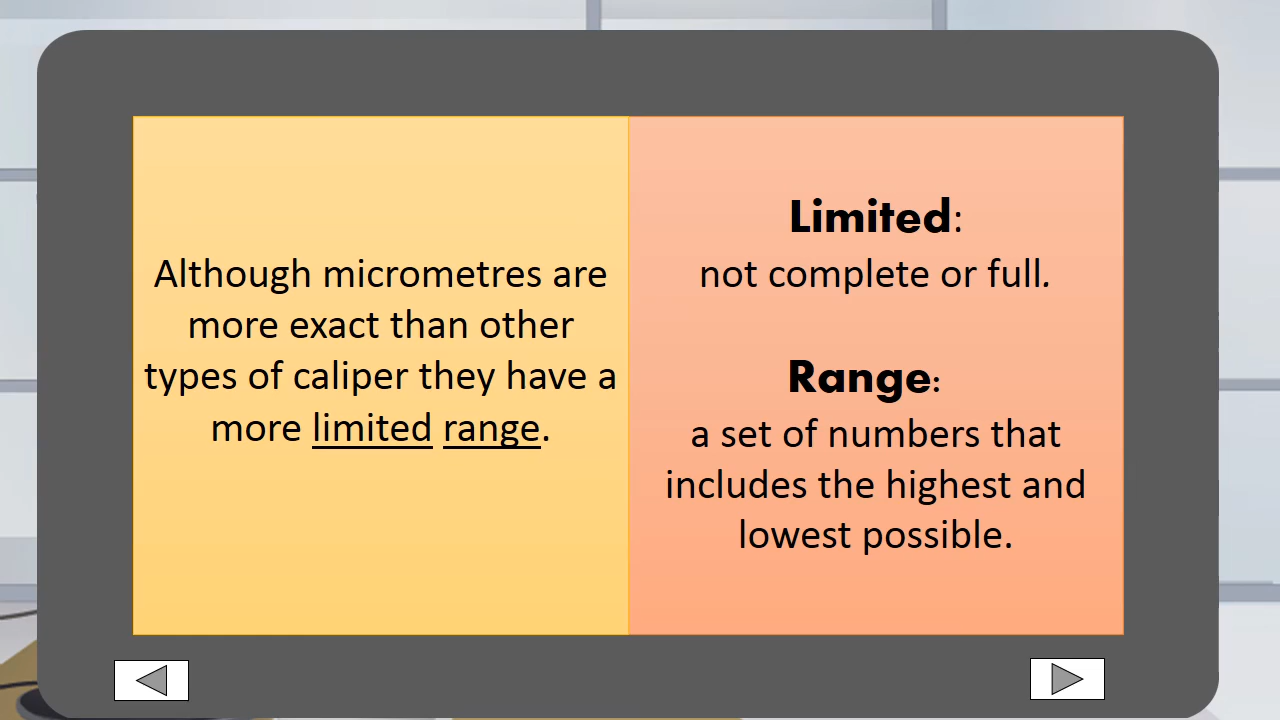 Although micrometres are
more exact than other
types of caliper they have a
more limited range.
Limited:
not complete or full.
Range:
a set of numbers that
includes the highest and
lowest possible.